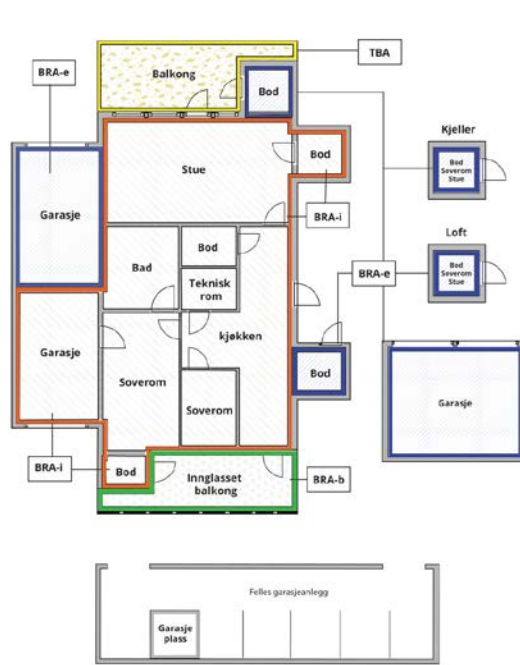 TBA
Balkong
BRA-e
Bod
Kjeller
Bod
Soverom
Stue
Stue
Bod
Garasje
BRA-i
Loft
Bod
Soverom
Stue
Bod
Bad
BRA-e
Teknisk
rom
Garasje
kjøkken
Bod
Soverom
Garasje
Soverom
BRA-i
Bod
Innglasset
balkong
BRA-b
Felles garasjeanlegg
Garasje
plass